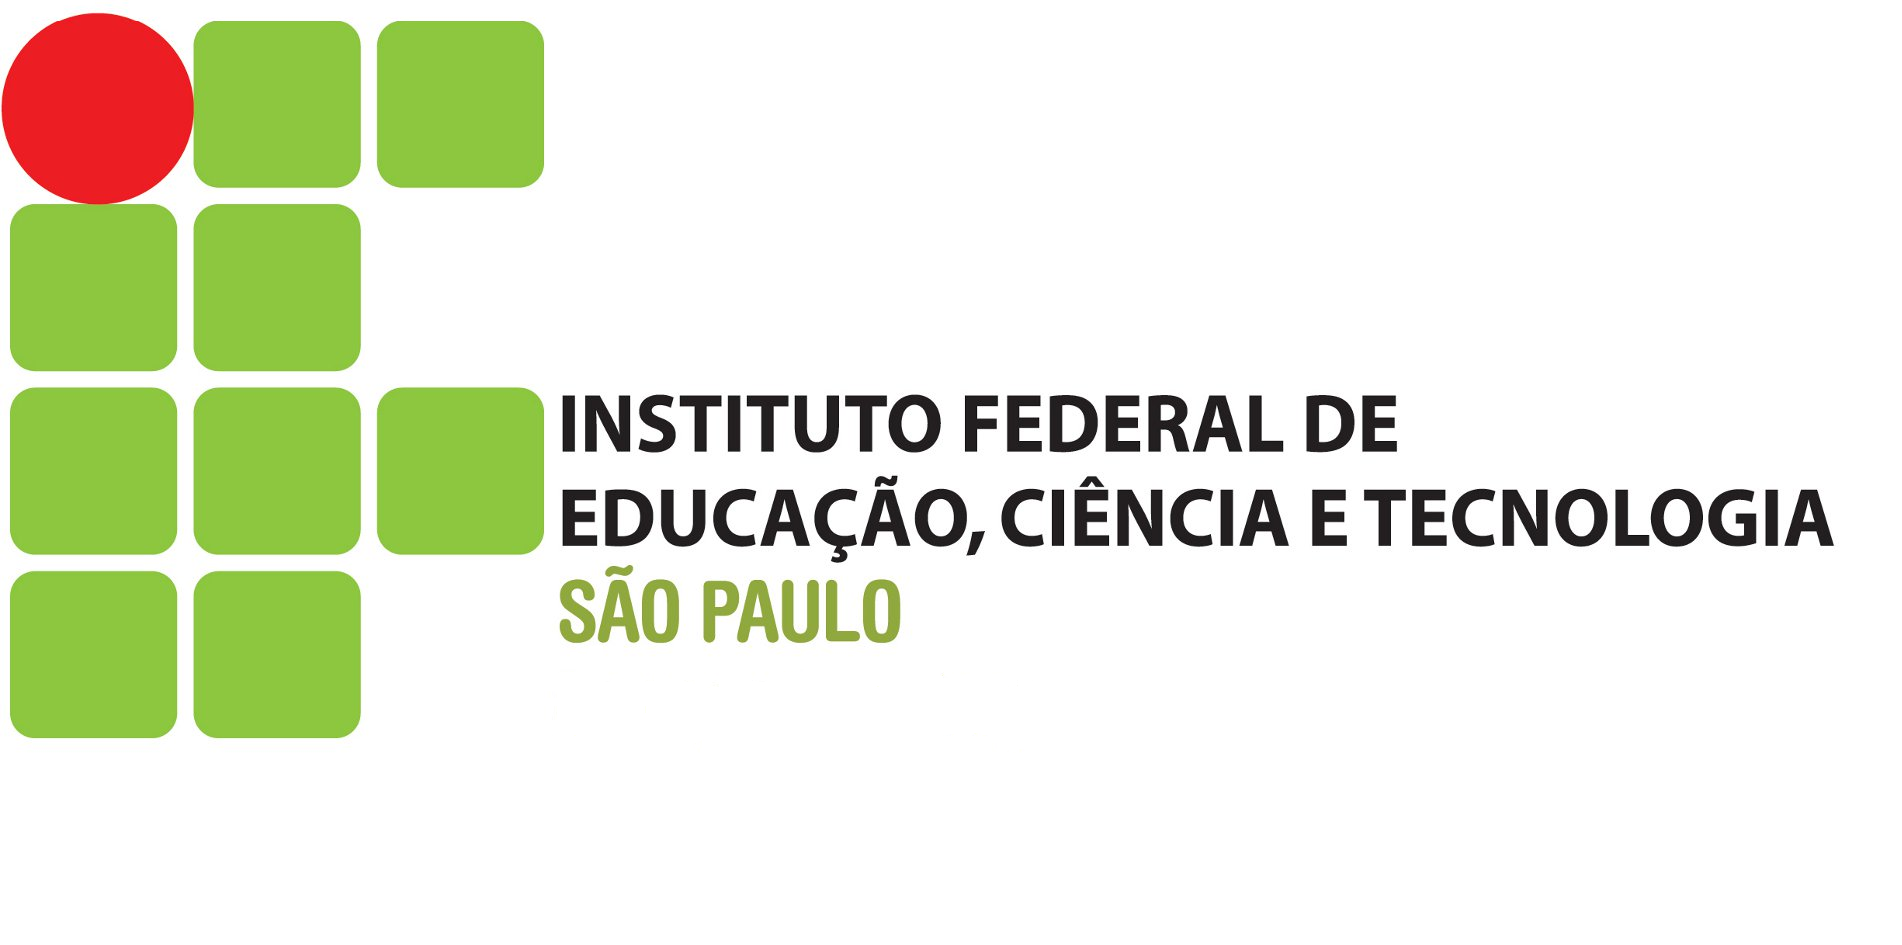 INSTITUTO FEDERAL DE
EDUCAÇÃO, CIÊNCIA E TECNOLOGIA
SÃO PAULO